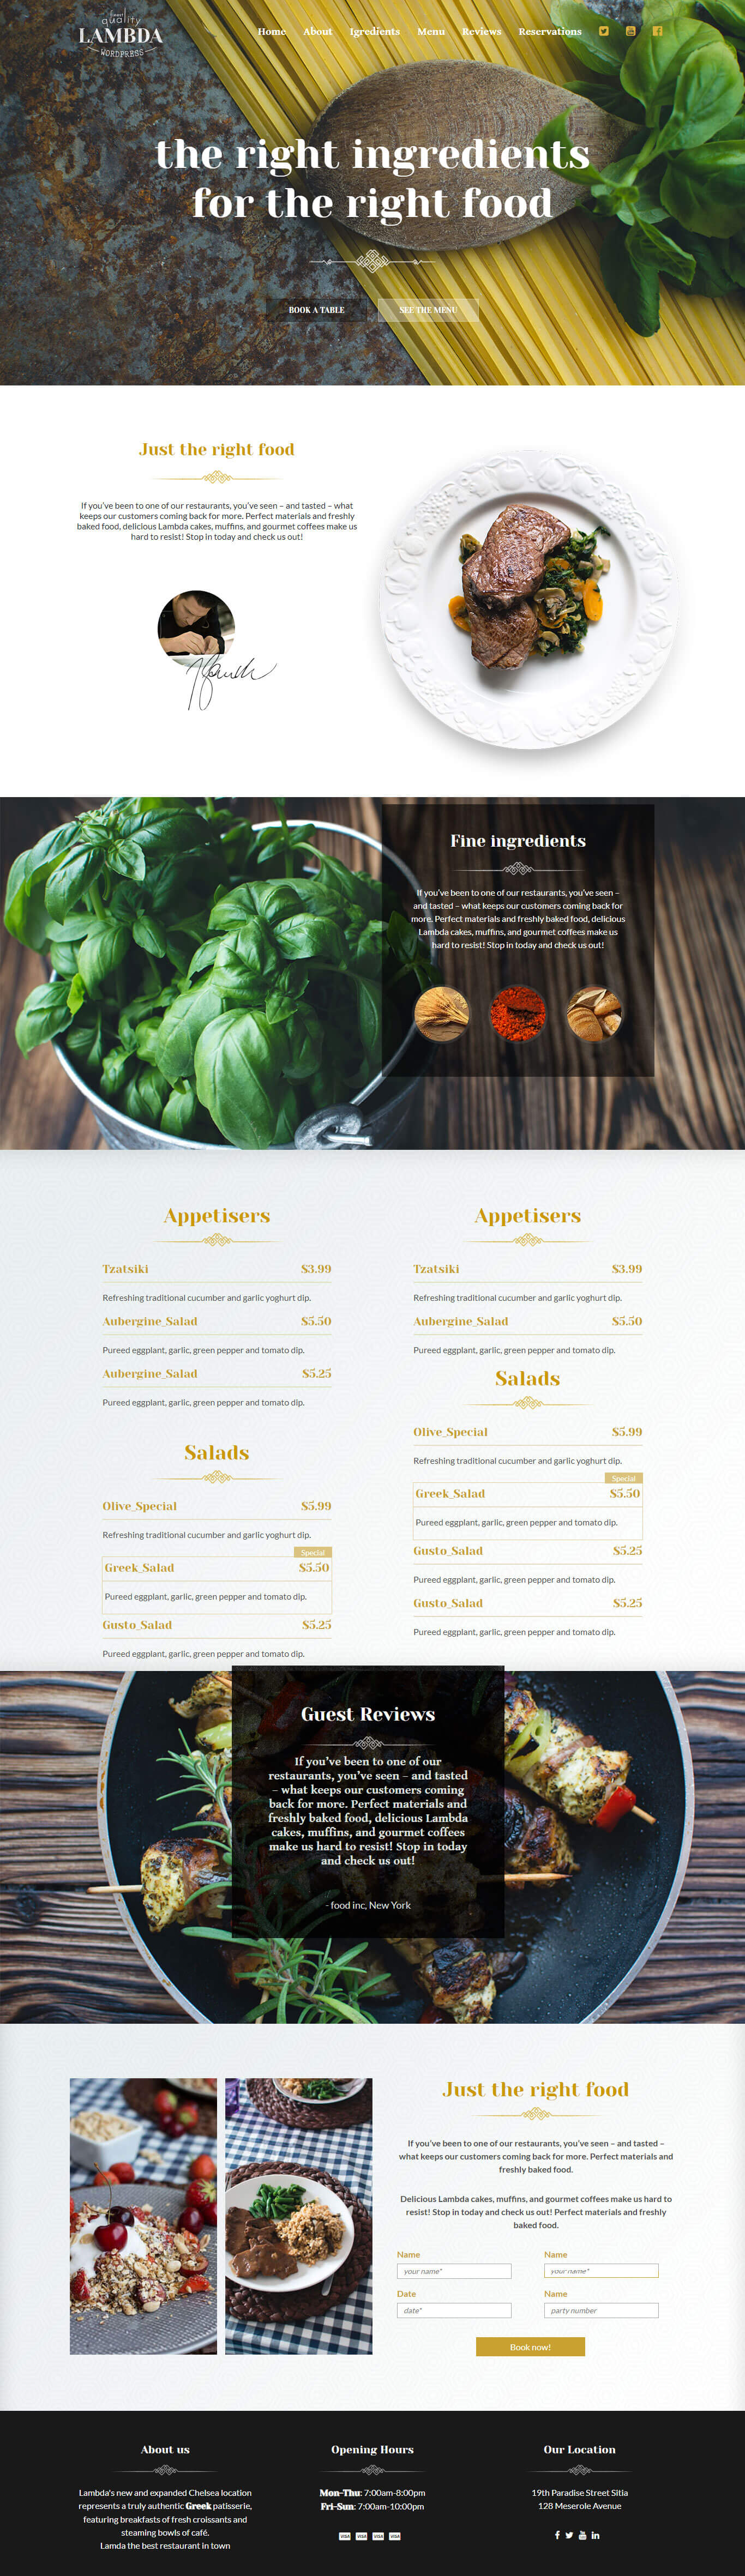 finest
quality
LAMBDA
WORDPRESS
Home About Igredients Menu Reviews Reservations
the right ingredients
for the right food
BOOK A TABLE
SEE THE MENU
Just the right food
If you've been to one of our restaurants, you've seen – and tasted – what
keeps our customers coming back for more. Perfect materials and freshly
baked food, delicious Lambda cakes, muffins, and gourmet coffees make us
hard to resist! Stop in today and check us out!
Fine ingredients
If you've been to one of our restaurants, you've seen –
and tasted – what keeps our customers coming back for
more. Perfect materials and freshly baked food, delicious
Lambda cakes, muffins, and gourmet coffees make us
hard to resist! Stop in today and check us out!
Appetisers
Tzatsiki $3.99
Refreshing traditional cucumber and garlic yoghurt dip.
Aubergine_Salad $5.50
Pureed eggplant, garlic, green pepper and tomato dip.
Aubergine_Salad $5.25
Pureed eggplant, garlic, green pepper and tomato dip.
Salads
Olive_Special $5.99
Refreshing traditional cucumber and garlic yoghurt dip.
Special
Greek_Salad $5.50
Pureed eggplant, garlic, green pepper and tomato dip.
Gusto_Salad $5.25
Pureed eggplant, garlic, green pepper and tomato dip.
Appetisers
Tzatsiki $3.99
Refreshing traditional cucumber and garlic yoghurt dip.
Aubergine_Salad $5.50
Pureed eggplant, garlic, green pepper and tomato dip.
Salads
Olive_Special $5.99
Refreshing traditional cucumber and garlic yoghurt dip.
Special
Greek_Salad $5.50
Pureed eggplant, garlic, green pepper and tomato dip.
Gusto_Salad $5.25
Pureed eggplant, garlic, green pepper and tomato dip.
Gusto_Salad $5.25
Pureed eggplant, garlic, green pepper and tomato dip.
Guest Reviews
If you've been to one of our
restaurants, you've seen – and tasted
– what keeps our customers coming
back for more. Perfect materials and
freshly baked food, delicious Lambda
cakes, muffins, and gourmet coffees
make us hard to resist! Stop in today
and check us out!
- food inc, New York
Just the right food
If you've been to one of our restaurants, you've seen – and tasted –
what keeps our customers coming back for more. Perfect materials and
freshly baked food.
Delicious Lambda cakes, muffins, and gourmet coffees make us hard to
resist! Stop in today and check us out! Perfect materials and freshly
baked food.
Name Name
your name* your name*
Date Name
date* party number
Book now!
About us
Lambda's new and expanded Chelsea location
represents a truly authentic Greek patisserie,
featuring breakfasts of fresh croissants and
steaming bowls of café.
Lamda the best restaurant in town
Opening Hours
Mon-Thu: 7:00am-8:00pm
Fri-Sun: 7:00am-10:00pm
VISA VISA VISA VISA
Our Location
19th Paradise Street Sitia
128 Meserole Avenue